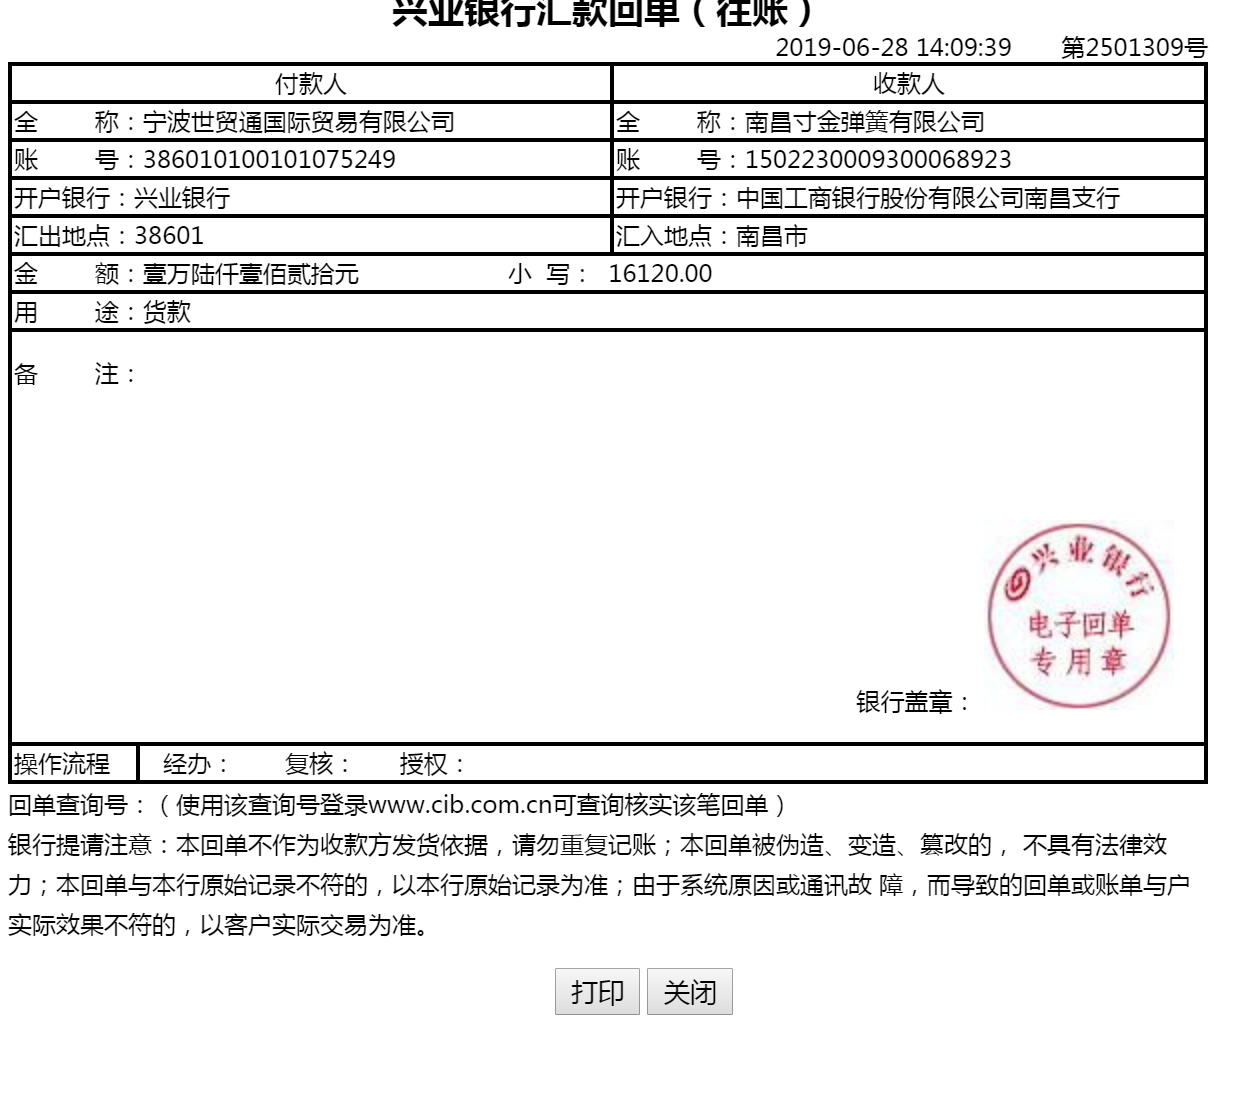 兴业银行汇款回单（往账）
2019-06-28 14:09:39 第2501309号
付款人 收款人
全 称：宁波世贸通国际贸易有限公司 全 称：南昌寸金弹簧有限公司
账 号：386010100101075249 账 号：1502230009300068923
开户银行：兴业银行 开户银行：中国工商银行股份有限公司南昌支行
汇出地点：38601 汇入地点：南昌市
金 额：壹万陆仟壹佰贰拾元 小 写： 16120.00
用 途：货款
备 注：
兴业银行
电子回单
专用章
银行盖章：
操作流程 经办： 复核： 授权：
回单查询号：（使用该查询号登录www.cib.com.cn可查询核实该笔回单）
银行提请注意：本回单不作为收款方发货依据，请勿重复记账；本回单被伪造、变造、篡改的， 不具有法律效
力；本回单与本行原始记录不符的，以本行原始记录为准；由于系统原因或通讯故 障，而导致的回单或账单与户
实际效果不符的，以客户实际交易为准。
打印 关闭